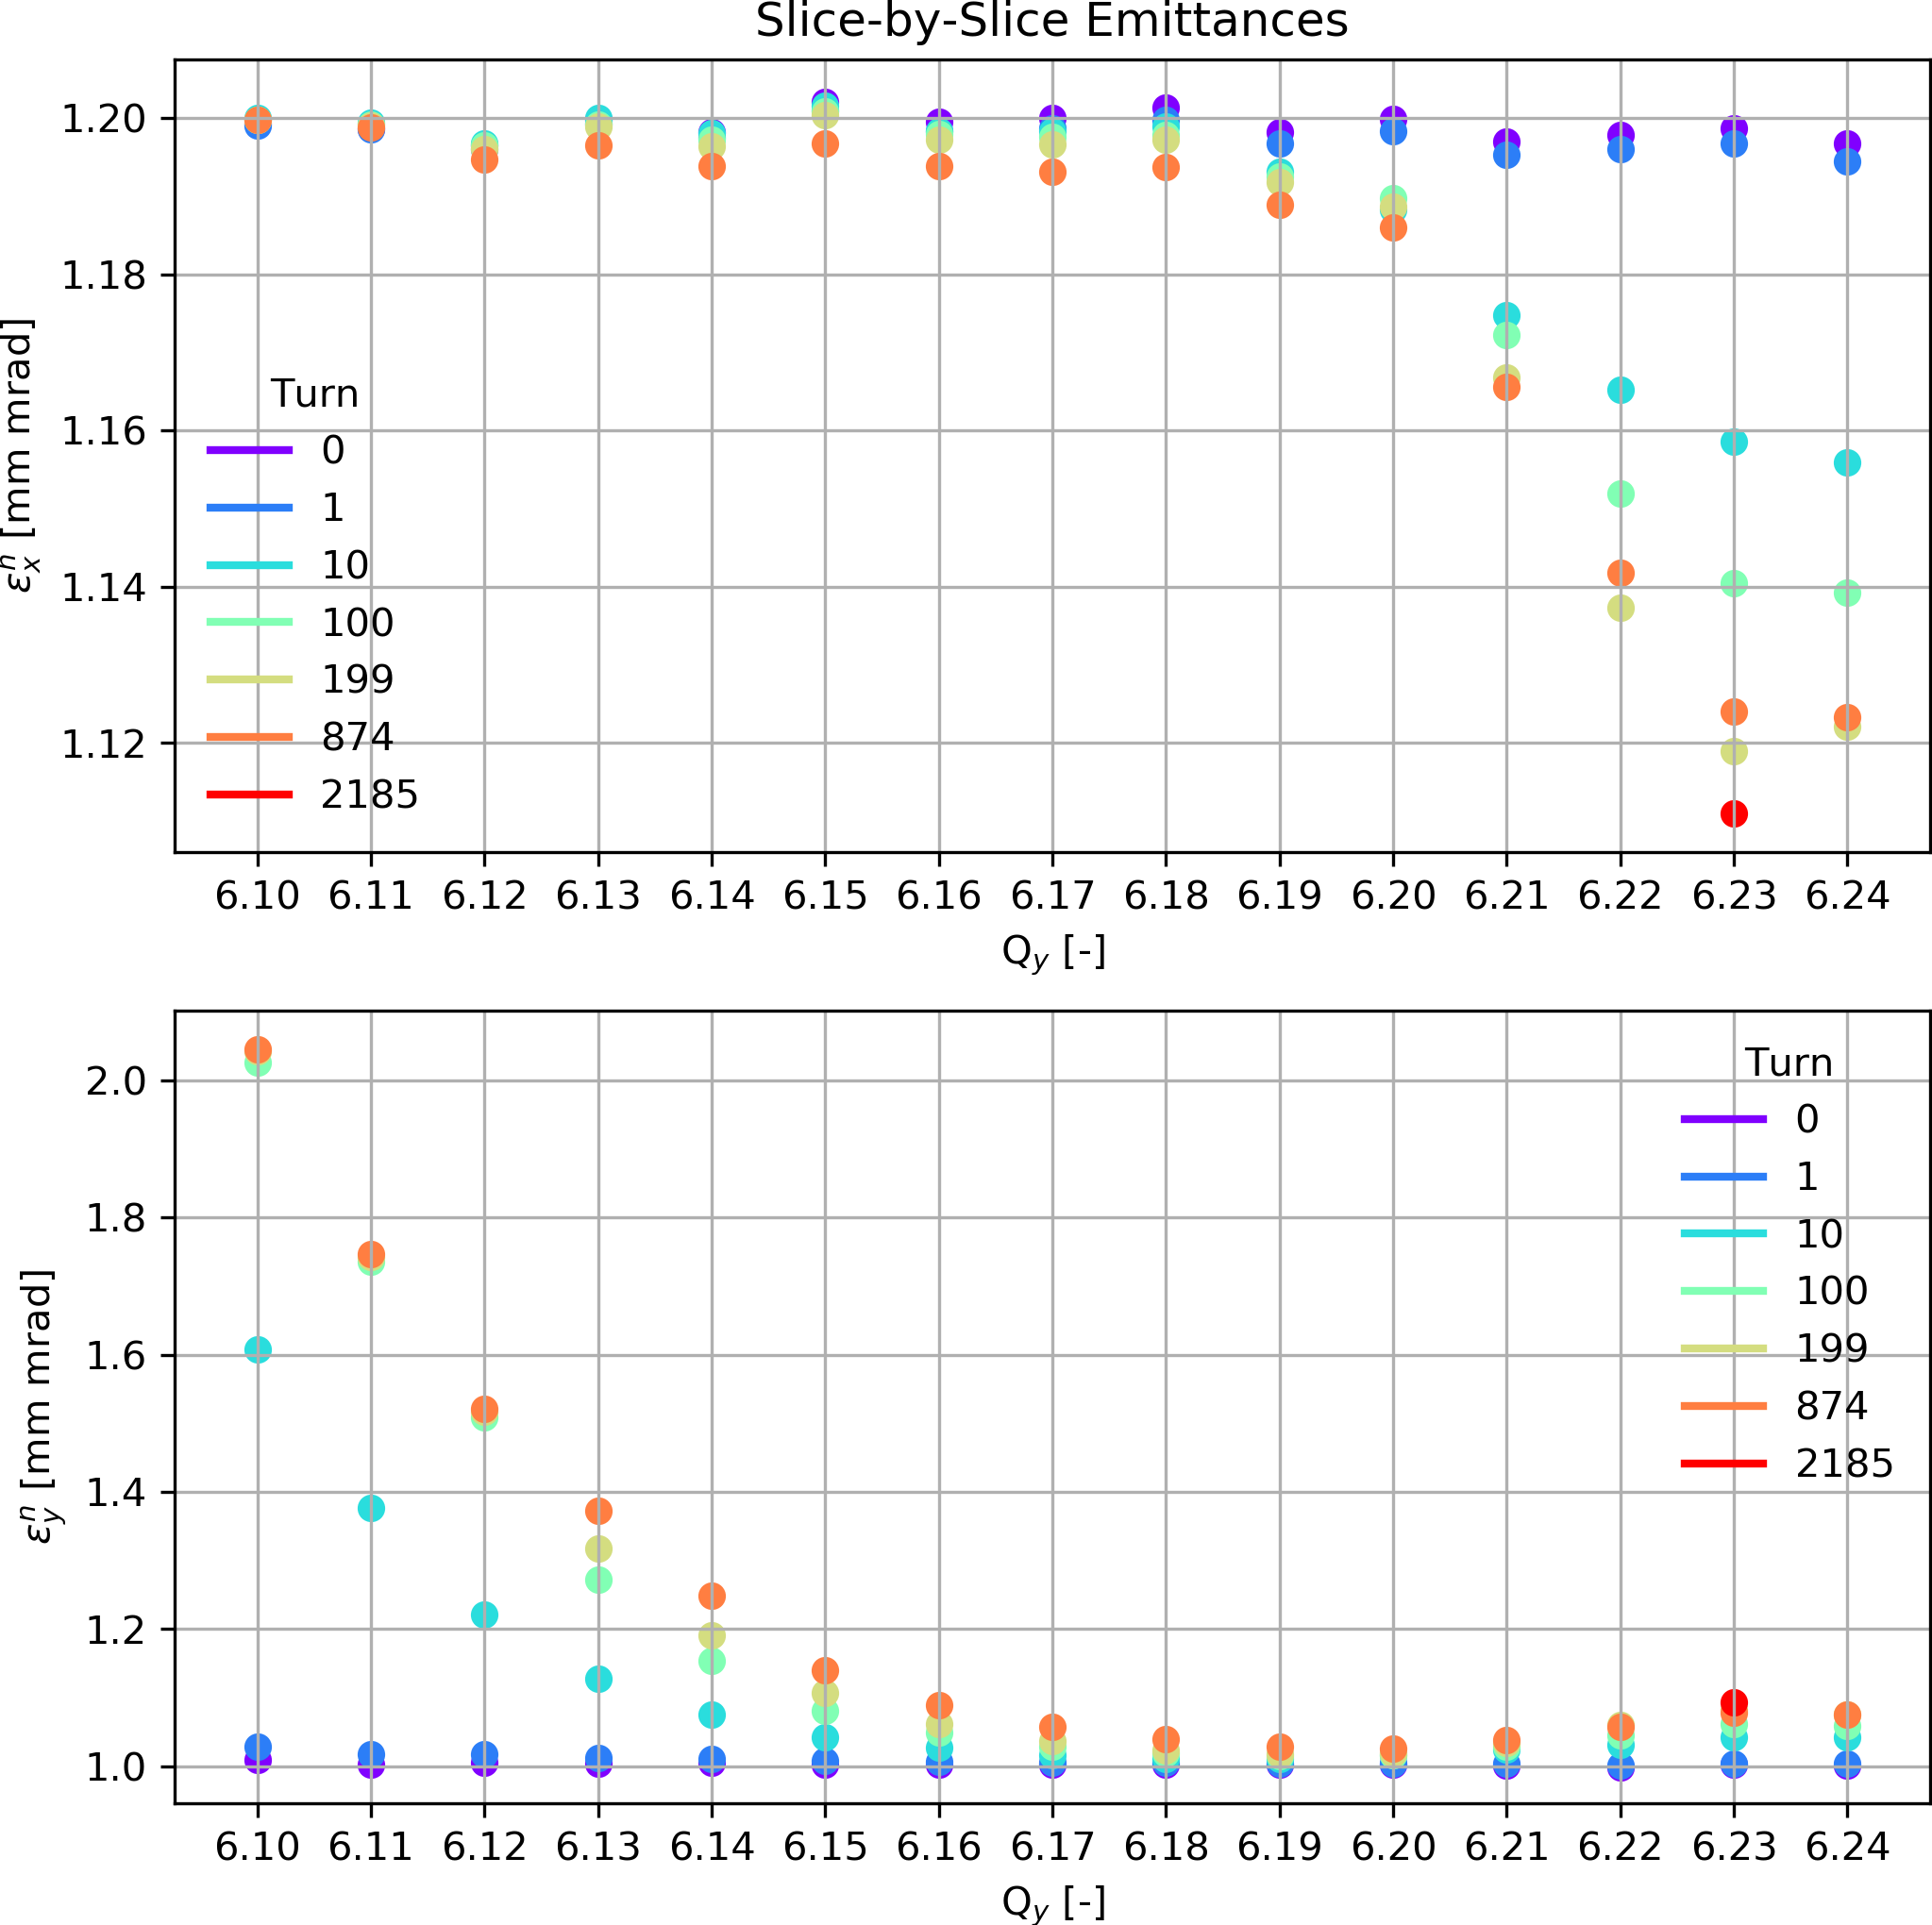 Slice-by-Slice Emittances
1.20
1.18
1.16
1.14
1.12
ε_x^n [mm mrad]
Turn
0
1
10
100
199
874
2185
6.10 6.11 6.12 6.13 6.14 6.15 6.16 6.17 6.18 6.19 6.20 6.21 6.22 6.23 6.24
Q_y [-]
2.0
1.8
1.6
1.4
1.2
1.0
ε_y^n [mm mrad]
Turn
0
1
10
100
199
874
2185
6.10 6.11 6.12 6.13 6.14 6.15 6.16 6.17 6.18 6.19 6.20 6.21 6.22 6.23 6.24
Q_y [-]